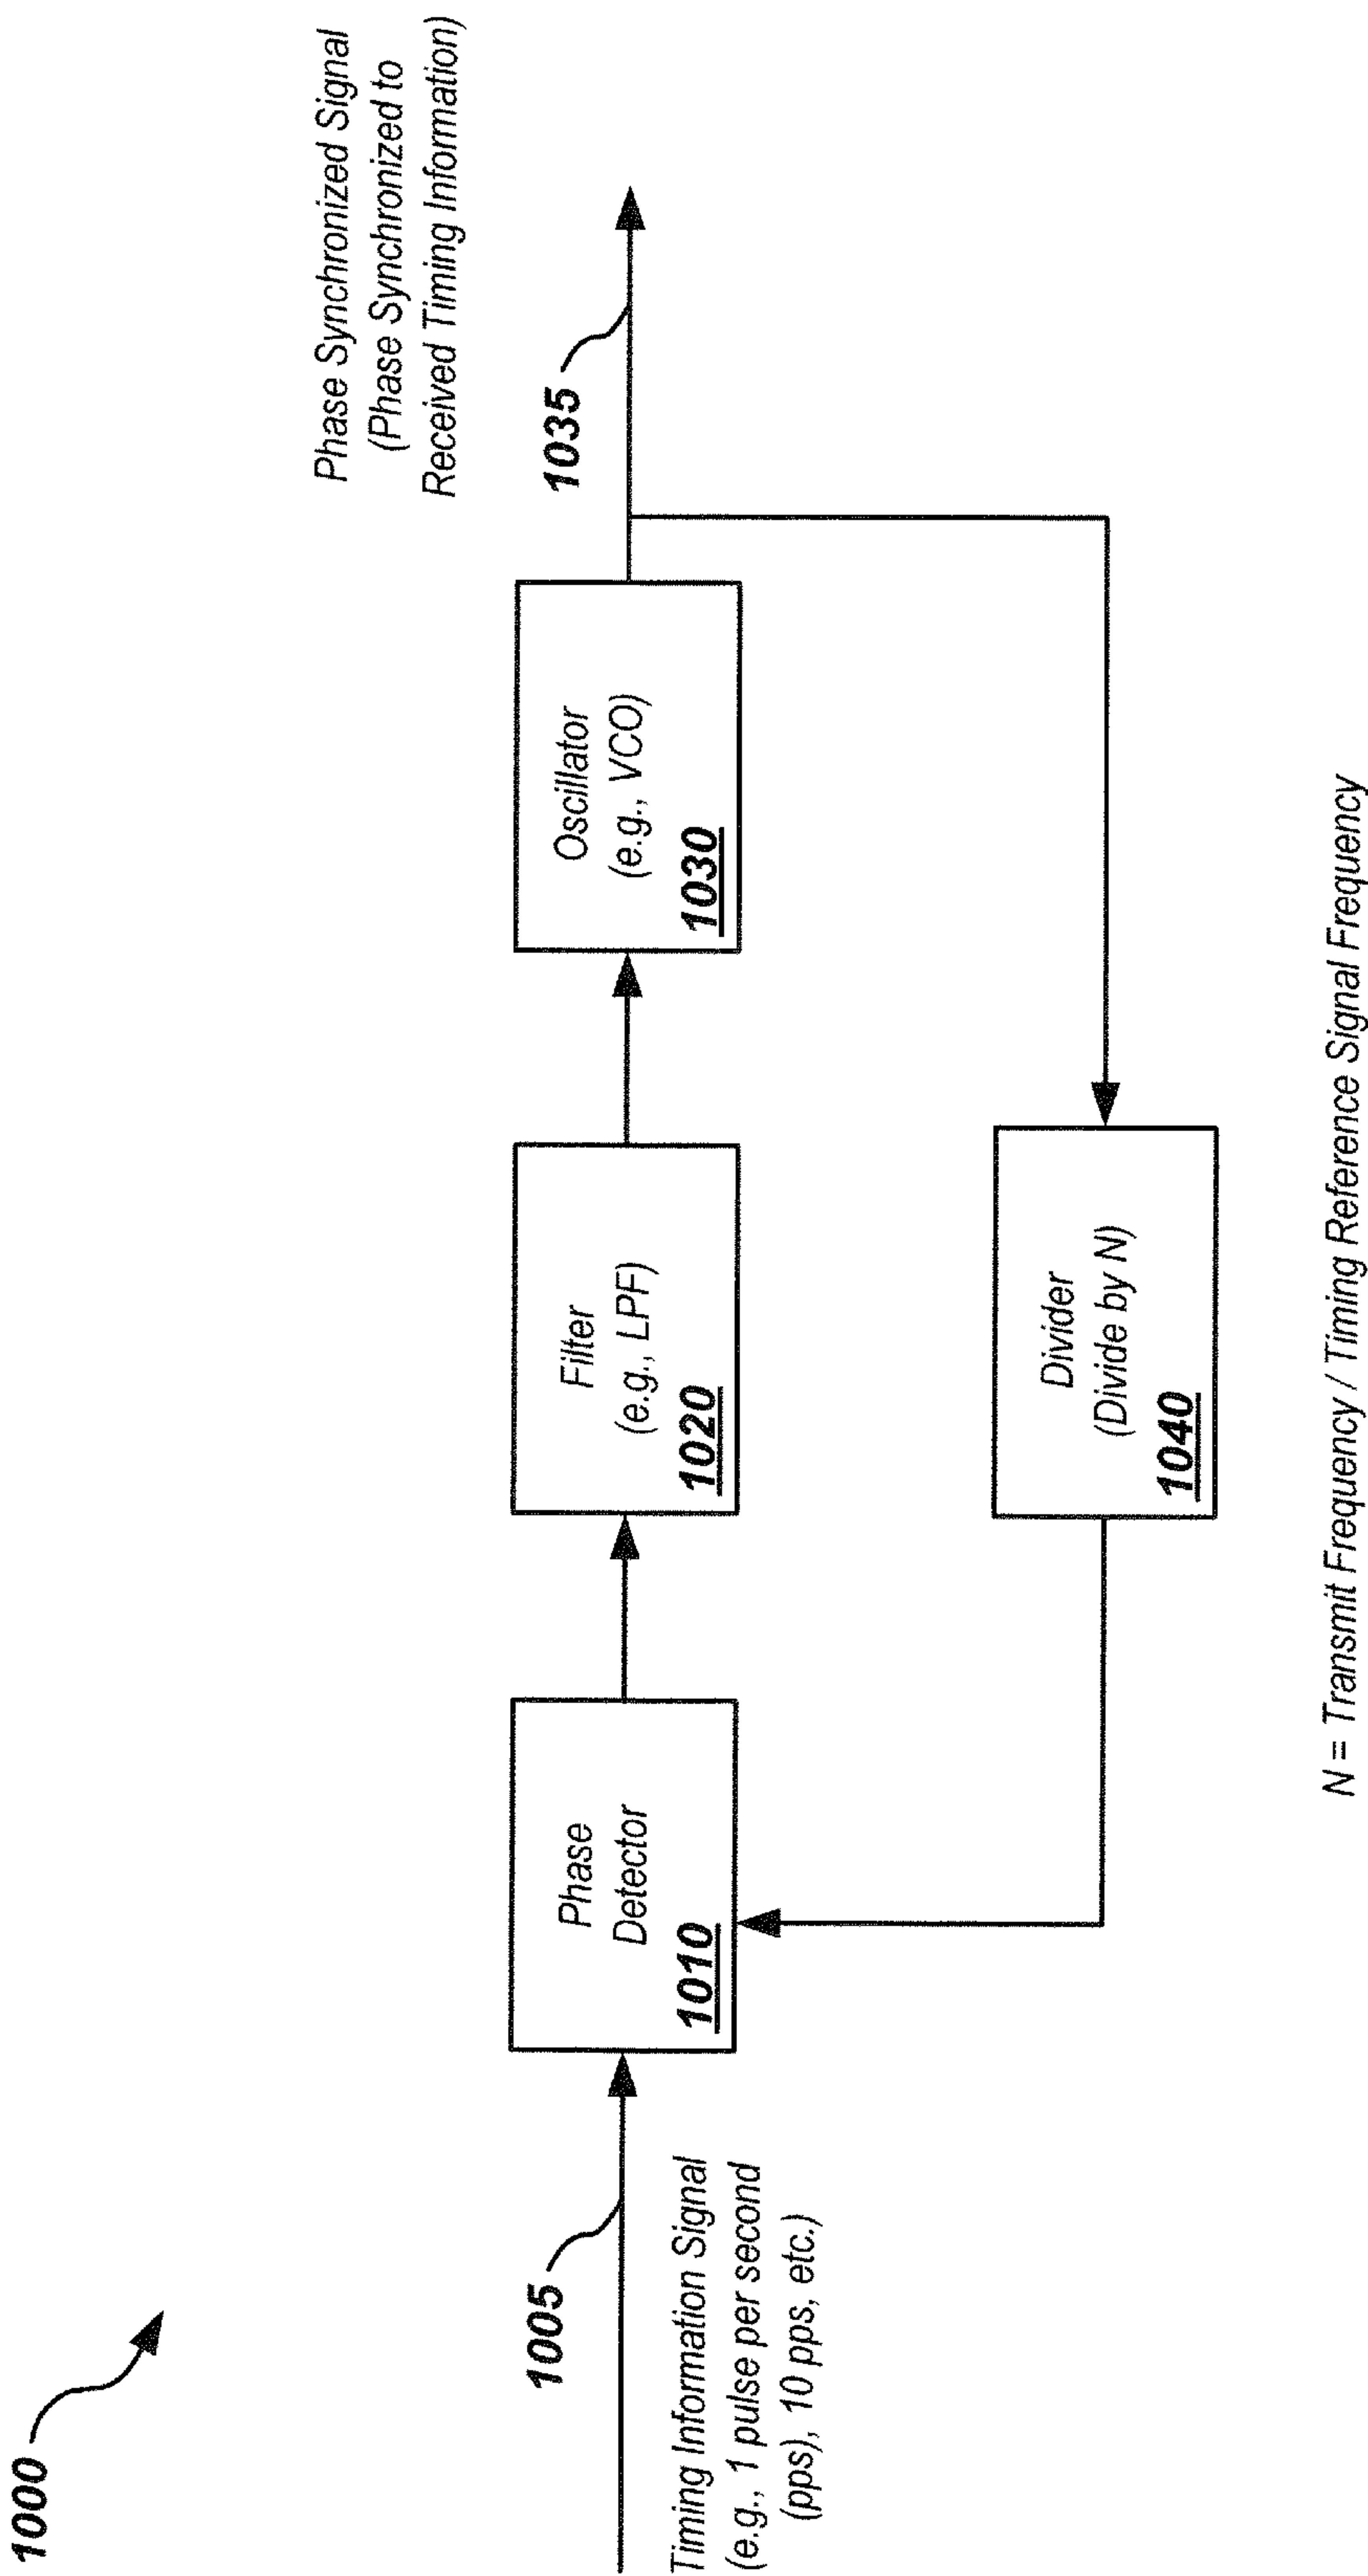 1000
Phase Synchronized Signal
(Phase Synchronized to
Received Timing Information)
1005
1035
Timing Information Signal
(e.g., 1 pulse per second
(pps), 10 pps, etc.)
Phase
Detector
1010
Filter
(e.g., LPF)
1020
Oscillator
(e.g., VCO)
1030
Divider
(Divide by N)
1040
N = Transmit Frequency / Timing Reference Signal Frequency